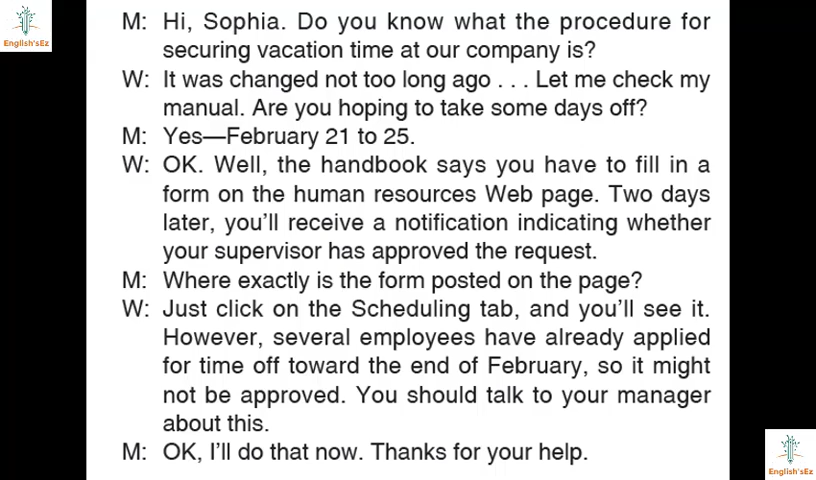 English'sEz
M: Hi, Sophia. Do you know what the procedure for
securing vacation time at our company is?
W: It was changed not too long ago . . . Let me check my
manual. Are you hoping to take some days off?
M: Yes—February 21 to 25.
W: OK. Well, the handbook says you have to fill in a
form on the human resources Web page. Two days
later, you'll receive a notification indicating whether
your supervisor has approved the request.
M: Where exactly is the form posted on the page?
W: Just click on the Scheduling tab, and you'll see it.
However, several employees have already applied
for time off toward the end of February, so it might
not be approved. You should talk to your manager
about this.
M: OK, I'll do that now. Thanks for your help.
English'sEz